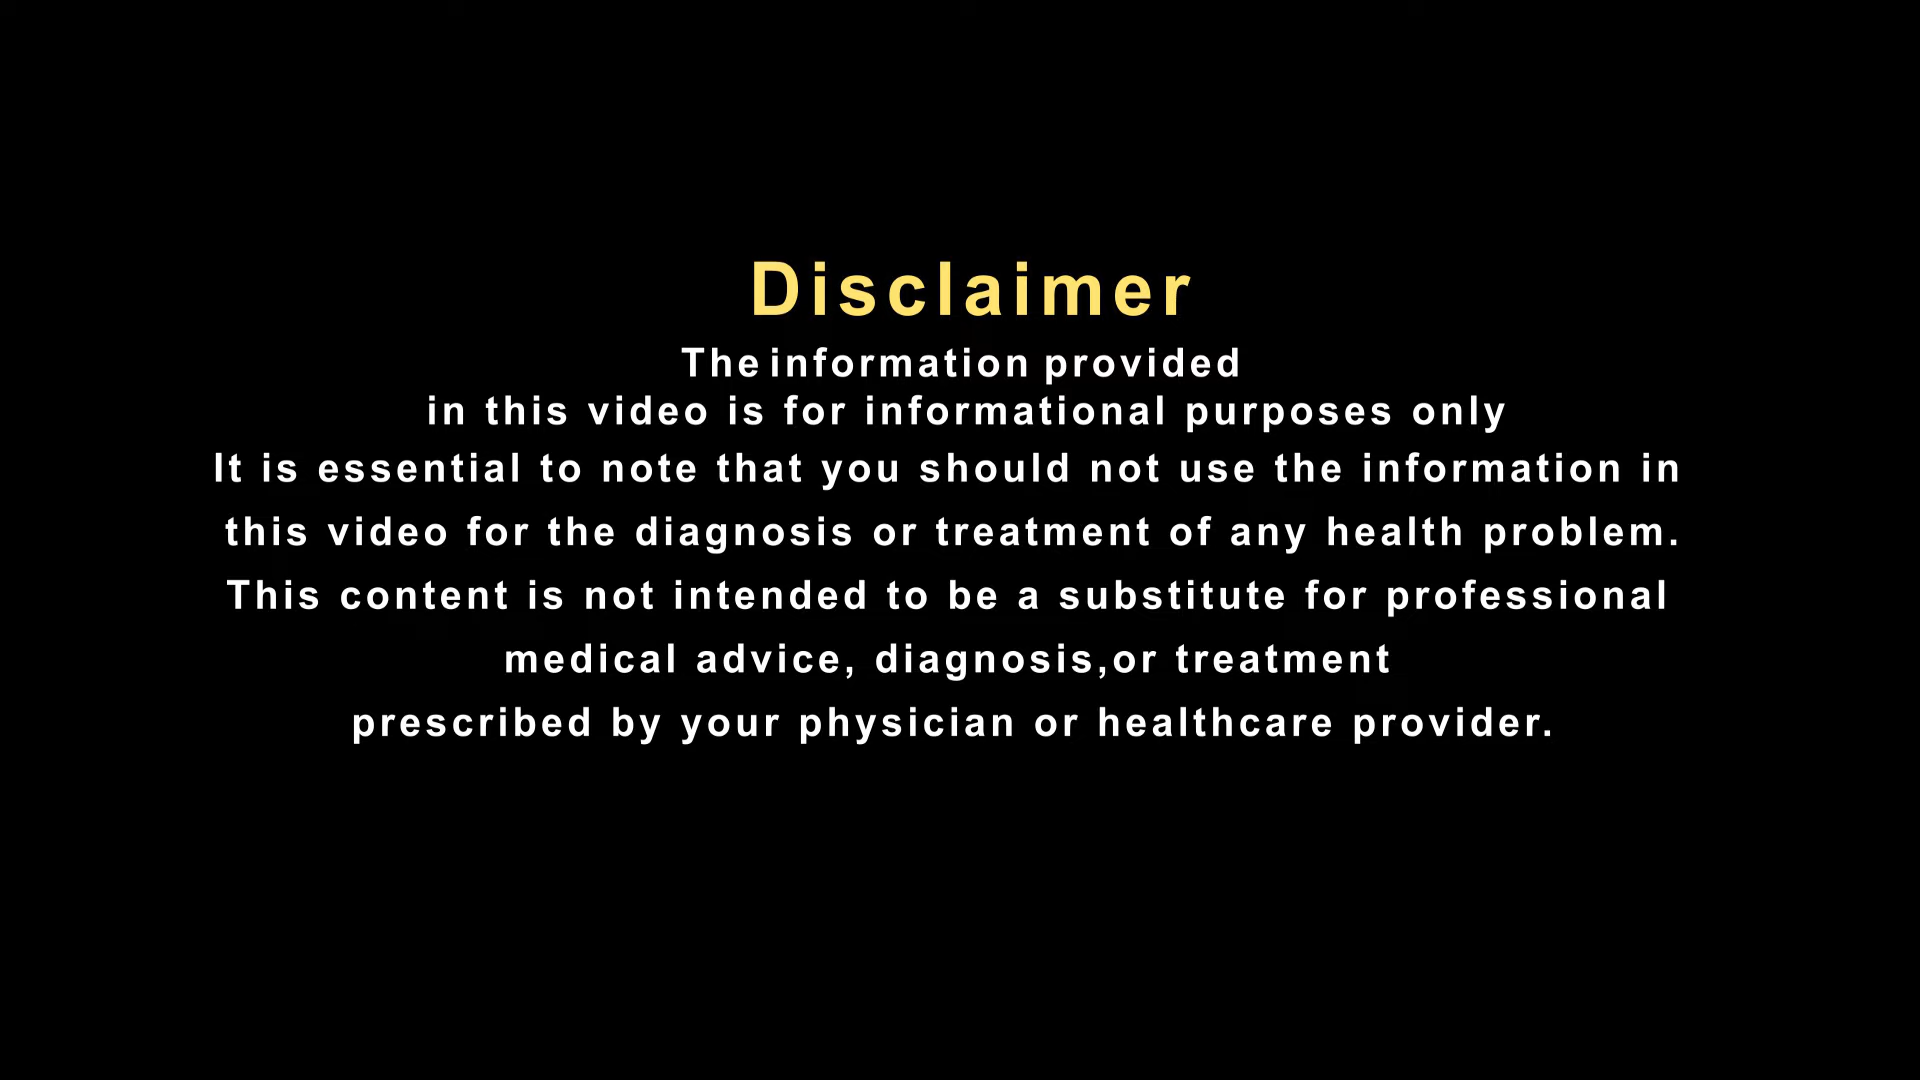 Disclaimer
The information provided
in this video is for informational purposes only
It is essential to note that you should not use the information in
this video for the diagnosis or treatment of any health problem.
This content is not intended to be a substitute for professional
medical advice, diagnosis,or treatment
prescribed by your physician or healthcare provider.